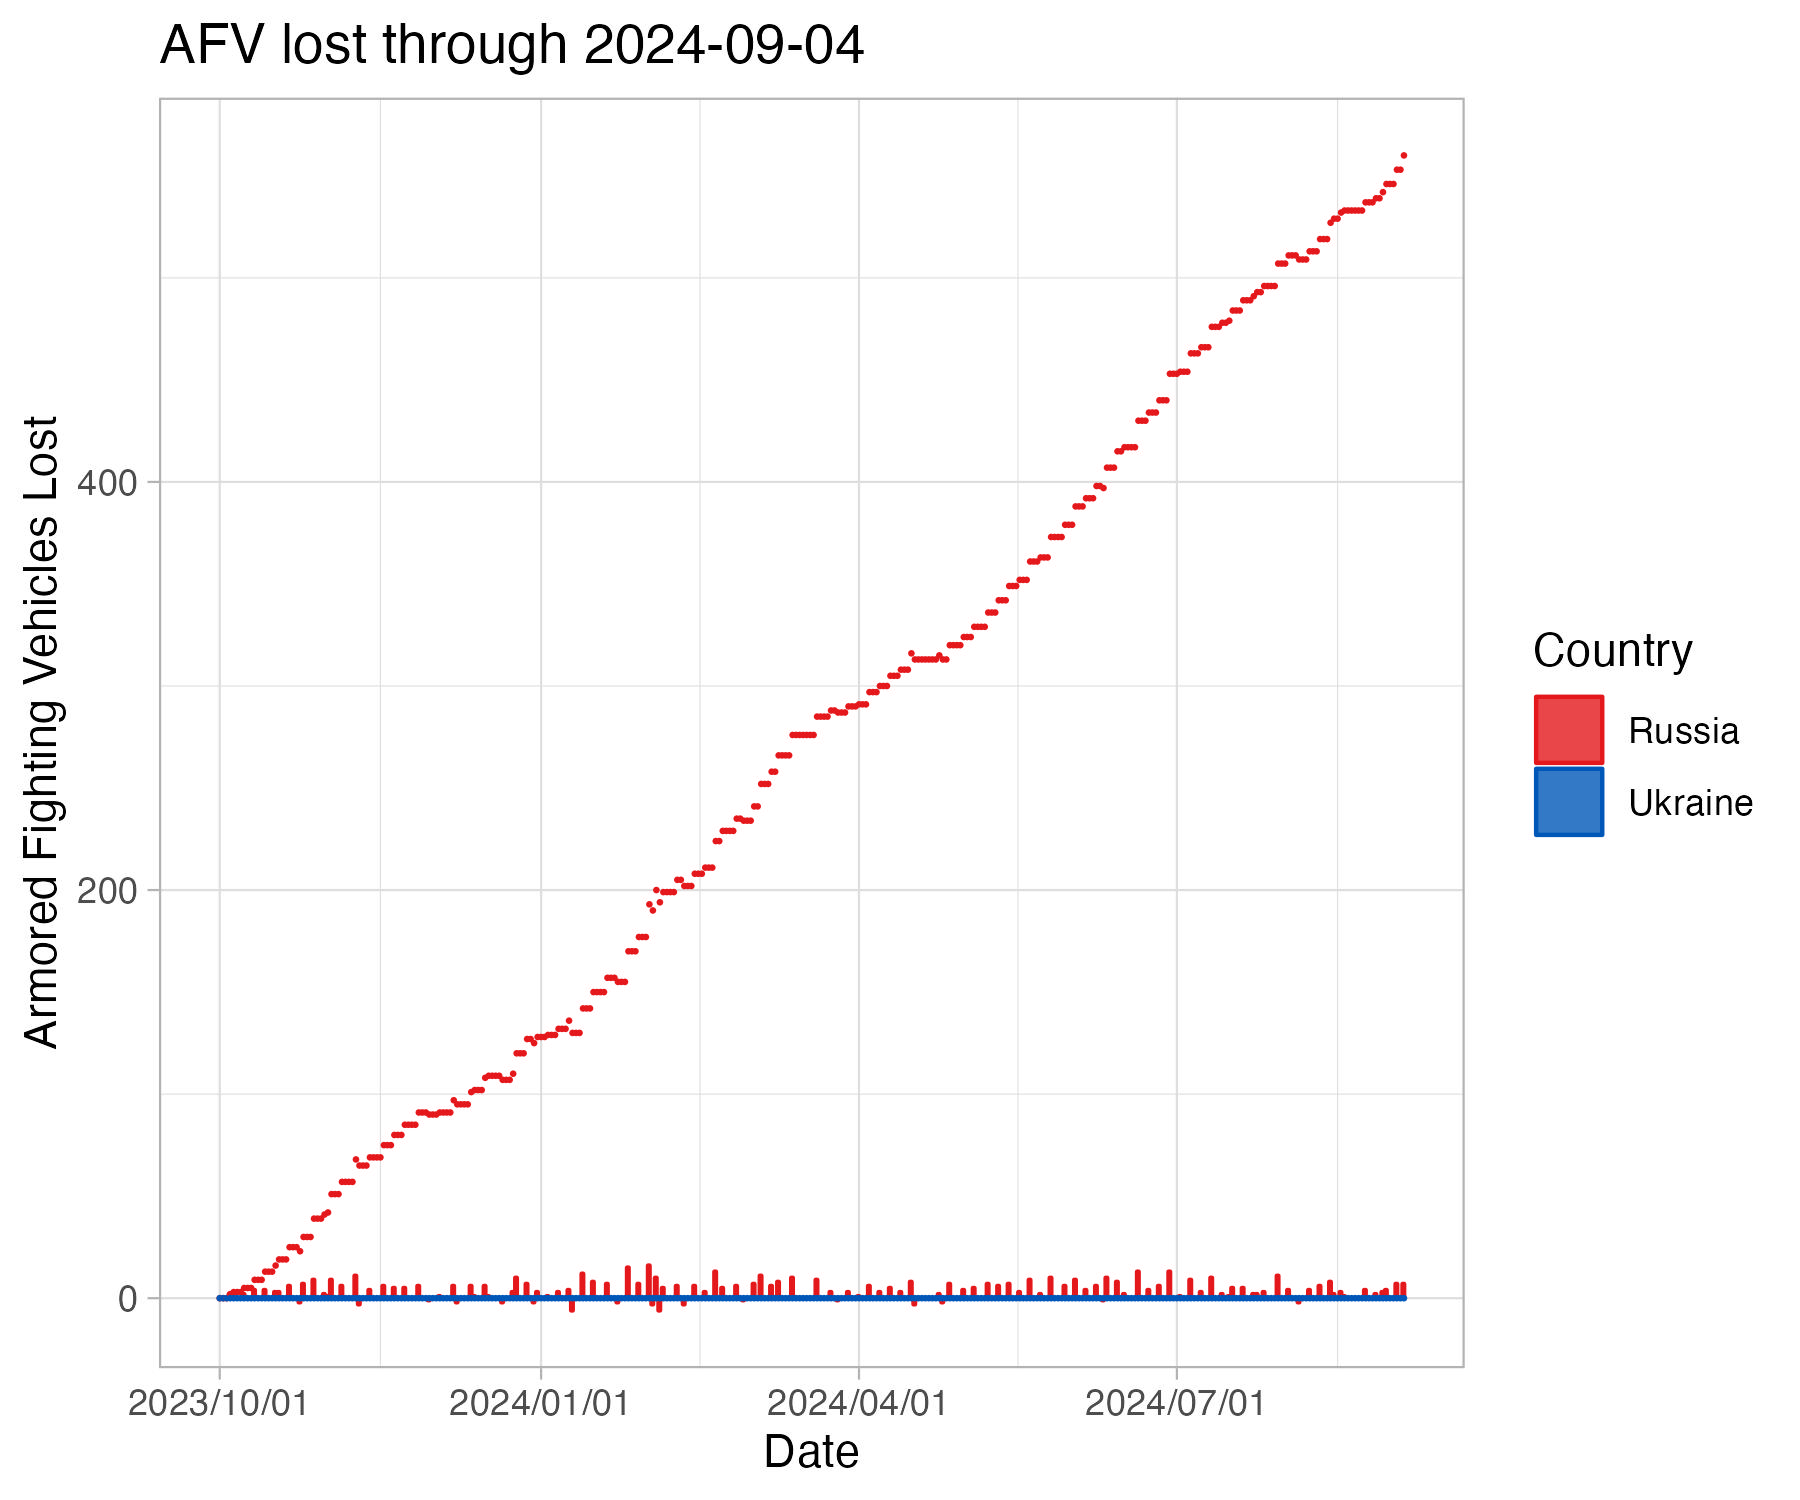 AFV lost through 2024-09-04
Armored Fighting Vehicles Lost
400
200
0
2023/10/01
2024/01/01
2024/04/01
2024/07/01
Date
Country
Russia
Ukraine